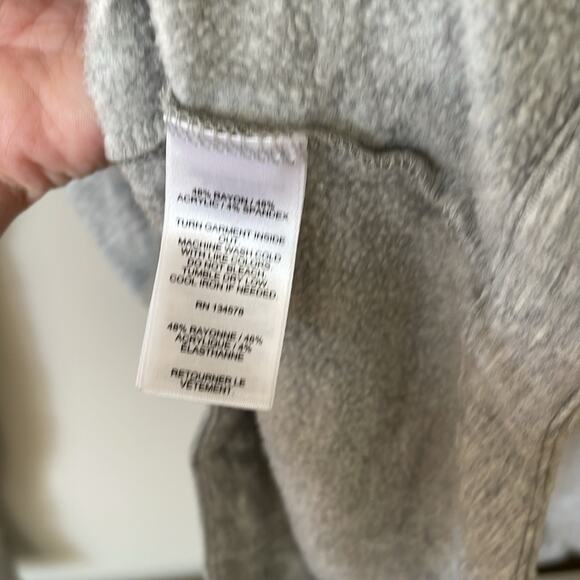 48% RAYON / 48%
ACRYLIC / 4% SPANDEX
TURN GARMENT INSIDE
OUT
MACHINE WASH COLD
WITH LIKE COLORS
DO NOT BLEACH
TUMBLE DRY LOW
COOL IRON IF NEEDED
RN 134576
48% RAYONNE / 48%
ACRYLIQUE / 4%
ELASTHANNE
RETOURNER LE
VÊTEMENT